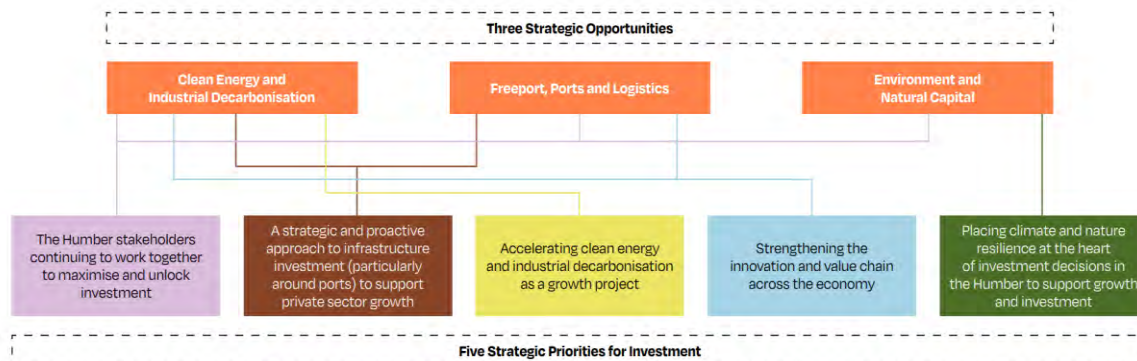 Three Strategic Opportunities
Clean Energy and
Industrial Decarbonisation
Freeport, Ports and Logistics
Environment and
Natural Capital
The Humber stakeholders
continuing to work together
to maximise and unlock
investment
A strategic and proactive
approach to infrastructure
investment (particularly
around ports) to support
private sector growth
Accelerating clean energy
and industrial decarbonisation
as a growth project
Strengthening the
innovation and value chain
across the economy
Placing climate and nature
resilience at the heart
of investment decisions in
the Humber to support growth
and investment
Five Strategic Priorities for Investment